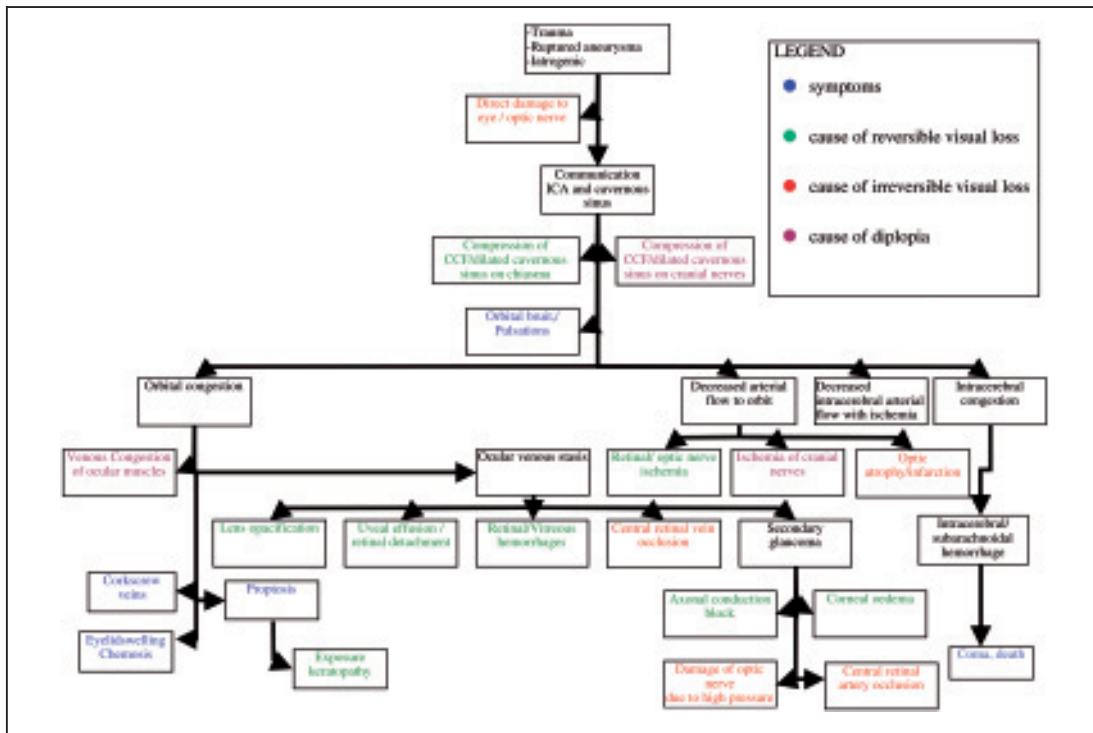 -Trauma
-Ruptured aneurysma
-Iatrogenic
LEGEND
symptoms
cause of reversible visual loss
cause of irreversible visual loss
cause of diplopia
Direct damage to
eye / optic nerve
Communication
ICA and cavernous
sinus
Compression of
CCF/dilated cavernous
sinus on chiasma
Compression of
CCF/dilated cavernous
sinus on cranial nerves
Orbital bruit/
Pulsations
Orbital congestion
Decreased arterial
flow to orbit
Decreased
intracerebral arterial
flow with ischemia
Intracerebral
congestion
Venous Congestion
of ocular muscles
Ocular venous stasis
Retinal/ optic nerve
ischemia
Ischemia of cranial
nerves
Optic
atrophy/infarction
Lens opacification
Uveal effusion /
retinal detachment
Retinal/Vitreous
hemorrhages
Central retinal vein
occlusion
Secondary
glaucoma
Intracerebral/
subarachnoidal
hemorrhage
Corkscrew
veins
Proptosis
Axonal conduction
block
Corneal oedema
Eyelidswelling
Chemosis
Exposure
keratopathy
Damage of optic
nerve
due to high pressure
Central retinal
artery occlusion
Coma, death